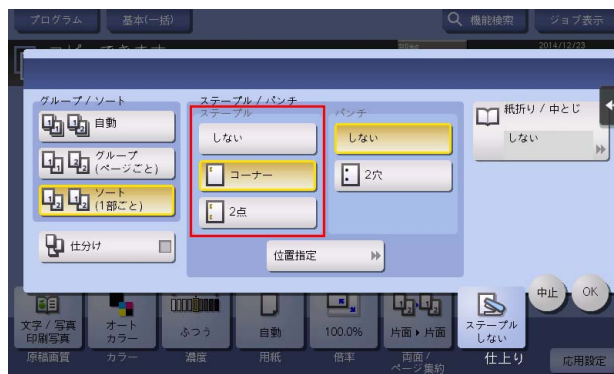 プログラム
基本(一括)
機能検索
ジョブ表示
2014/12/23
グループ / ソート
自動
グループ
(ページごと)
ソート
(1部ごと)
仕分け
ステープル / パンチ
ステープル
しない
コーナー
2点
パンチ
しない
2穴
位置指定
紙折り / 中とじ
しない
中止
OK
文字 / 写真
印刷写真
オート
カラー
ふつう
自動
100.0%
片面 片面
ステープル
しない
原稿画質
カラー
濃度
用紙
倍率
両面 /
ページ集約
仕上り
応用設定